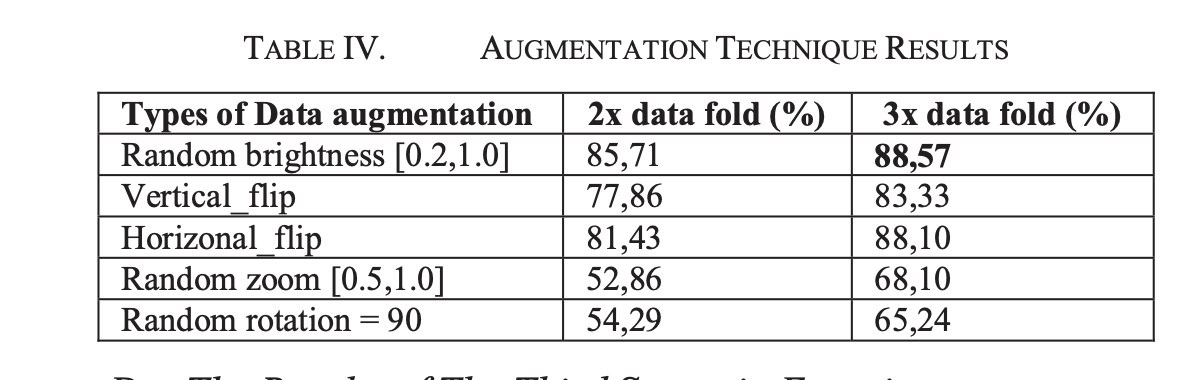 TABLE IV. AUGMENTATION TECHNIQUE RESULTS
Types of Data augmentation 2x data fold (%) 3x data fold (%)
Random brightness [0.2,1.0] 85,71 88,57
Vertical_flip 77,86 83,33
Horizonal_flip 81,43 88,10
Random zoom [0.5,1.0] 52,86 68,10
Random rotation = 90 54,29 65,24